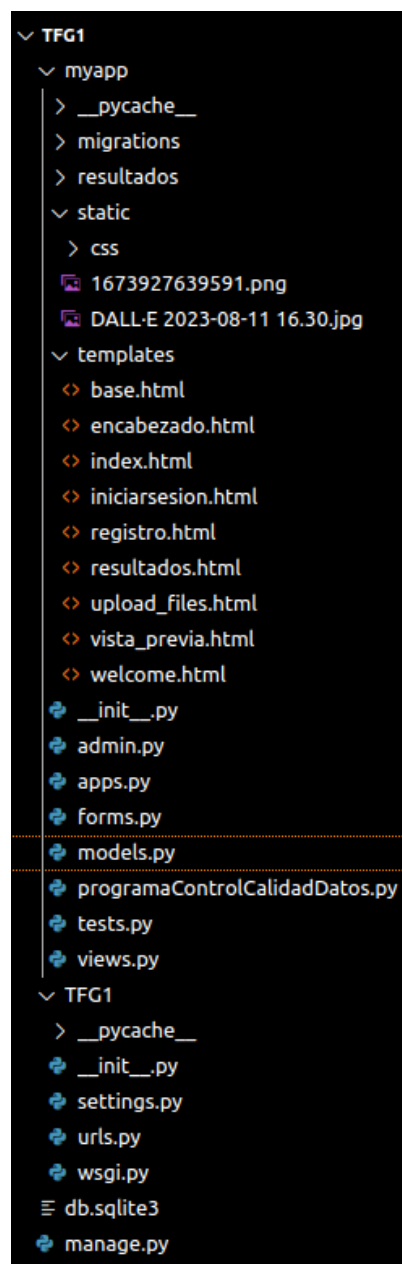 TFG1
myapp
__pycache__
migrations
resultados
static
css
1673927639591.png
DALL·E 2023-08-11 16.30.jpg
templates
base.html
encabezado.html
index.html
iniciarsesion.html
registro.html
resultados.html
upload_files.html
vista_previa.html
welcome.html
__init__.py
admin.py
apps.py
forms.py
models.py
programaControlCalidadDatos.py
tests.py
views.py
TFG1
__pycache__
__init__.py
settings.py
urls.py
wsgi.py
db.sqlite3
manage.py